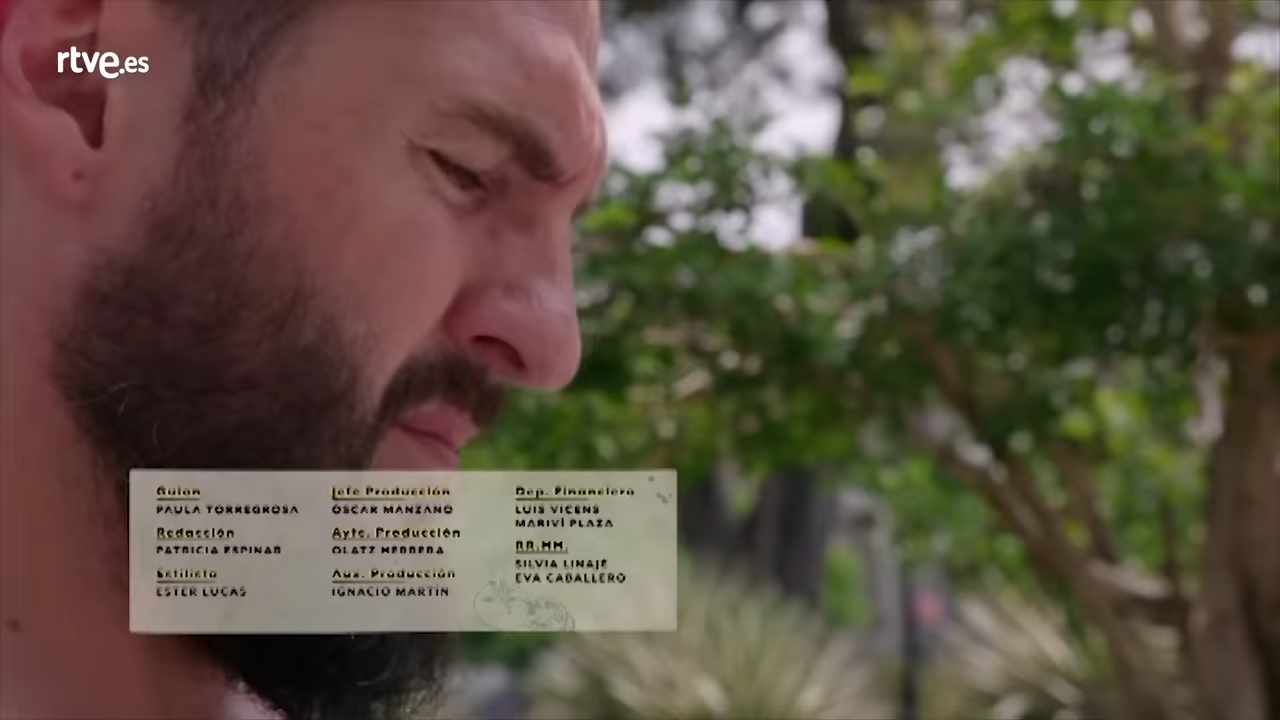 rtve.es
Guion
PAULA TORREGROSA
Redacción
PATRICIA ESPINAR
Estilista
ESTER LUCAS
Jefe Producción
ÓSCAR MANZANO
Ayte. Producción
OLATZ HERRERA
Aux. Producción
IGNACIO MARTÍN
Dep. Financiero
LUIS VICENS
MARIVÍ PLAZA
RR.HH.
SILVIA LINAJE
EVA CABALLERO